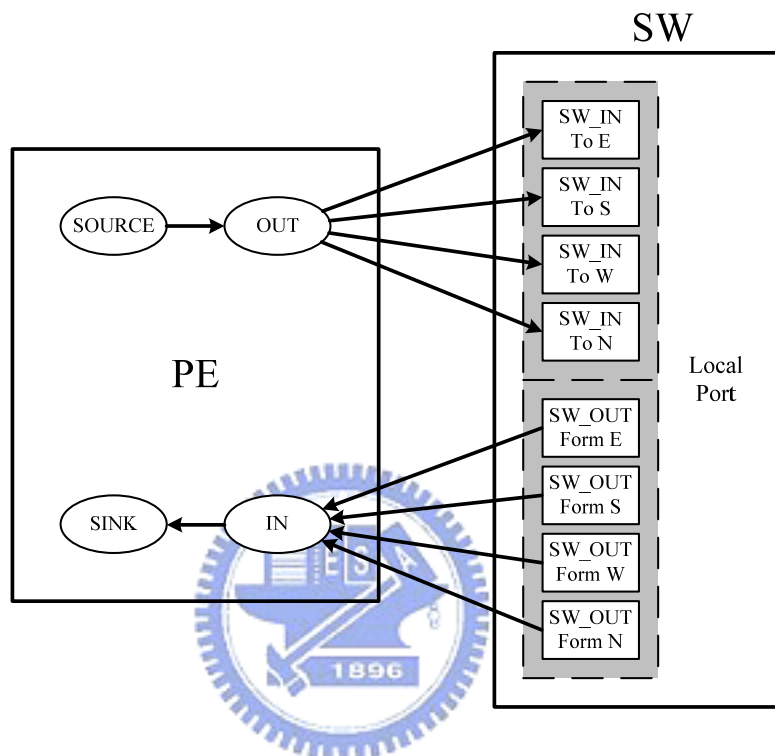 SW
SW_IN
To E
SW_IN
To S
SW_IN
To W
SW_IN
To N
SOURCE
OUT
PE
Local
Port
SW_OUT
Form E
SW_OUT
Form S
SW_OUT
Form W
SW_OUT
Form N
SINK
IN
E S A
1896